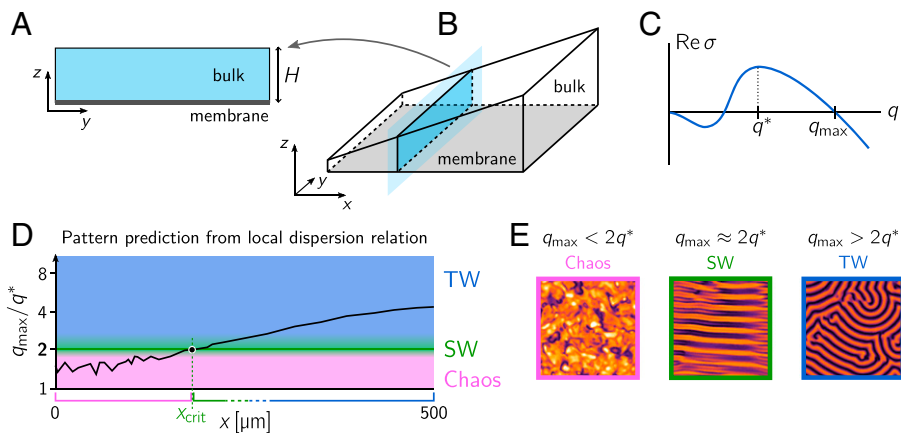 A
bulk
H
z
y
membrane
B
bulk
membrane
z
y
x
C
Re σ
q
q*
q_max
D
Pattern prediction from local dispersion relation
q_max/q*
8
4
2
1
TW
SW
Chaos
0
x_crit
x [µm]
500
E
q_max < 2q*
Chaos
q_max ≈ 2q*
SW
q_max > 2q*
TW